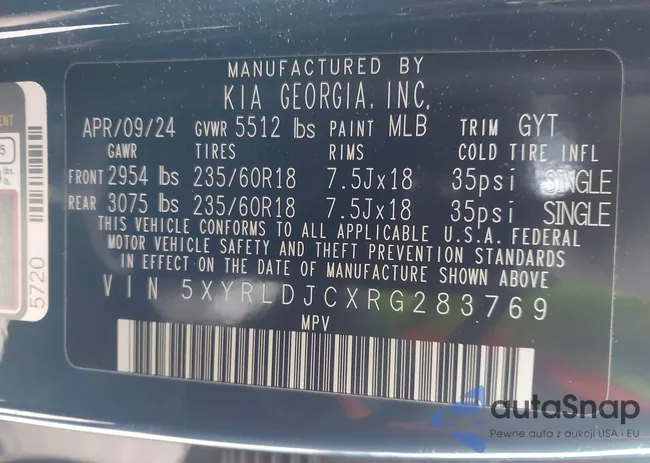 MANUFACTURED BY
KIA GEORGIA, INC.
APR/09/24 GVWR 5512 lbs PAINT MLB TRIM GYT
GAWR TIRES RIMS COLD TIRE INFL
FRONT 2954 lbs 235/60R18 7.5Jx18 35psi SINGLE
REAR 3075 lbs 235/60R18 7.5Jx18 35psi SINGLE
THIS VEHICLE CONFORMS TO ALL APPLICABLE U.S.A. FEDERAL
MOTOR VEHICLE SAFETY AND THEFT PREVENTION STANDARDS
IN EFFECT ON THE DATE OF MANUFACTURE SHOWN ABOVE
VIN 5XYRLDJCXRG283769
MPV
5720
autaSnap
Pewne auta z aukcji USA i EU